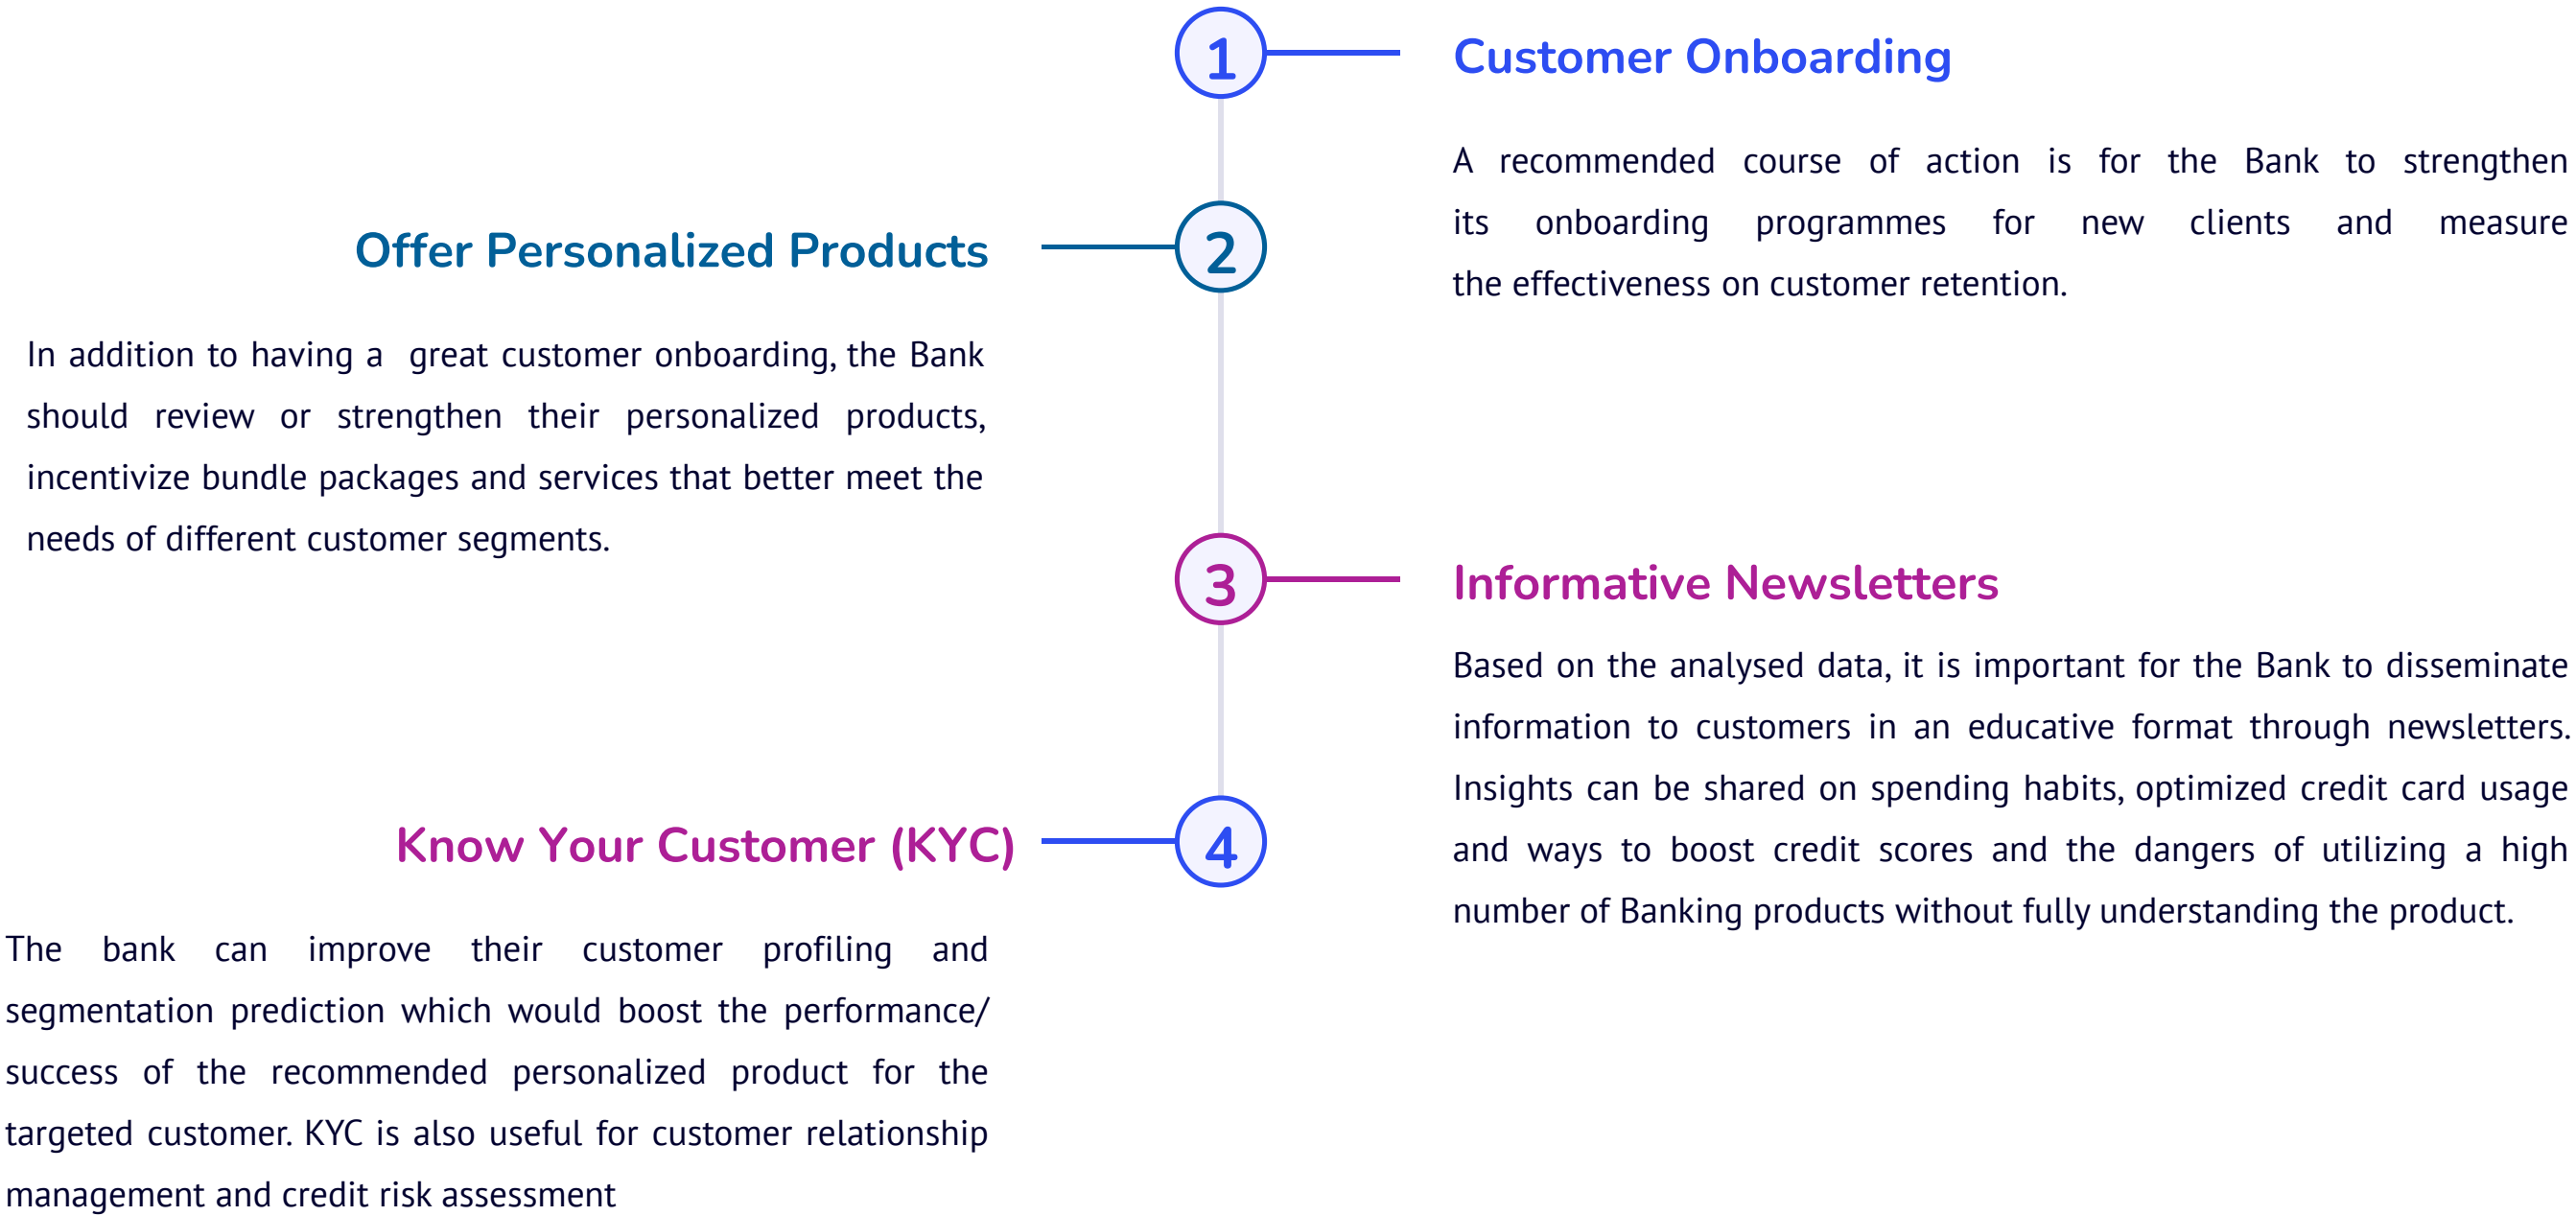 1
Customer Onboarding
A recommended course of action is for the Bank to strengthen
its onboarding programmes for new clients and measure
the effectiveness on customer retention.
2
Offer Personalized Products
In addition to having a great customer onboarding, the Bank
should review or strengthen their personalized products,
incentivize bundle packages and services that better meet the
needs of different customer segments.
3
Informative Newsletters
Based on the analysed data, it is important for the Bank to disseminate
information to customers in an educative format through newsletters.
Insights can be shared on spending habits, optimized credit card usage
and ways to boost credit scores and the dangers of utilizing a high
number of Banking products without fully understanding the product.
4
Know Your Customer (KYC)
The bank can improve their customer profiling and
segmentation prediction which would boost the performance/
success of the recommended personalized product for the
targeted customer. KYC is also useful for customer relationship
management and credit risk assessment